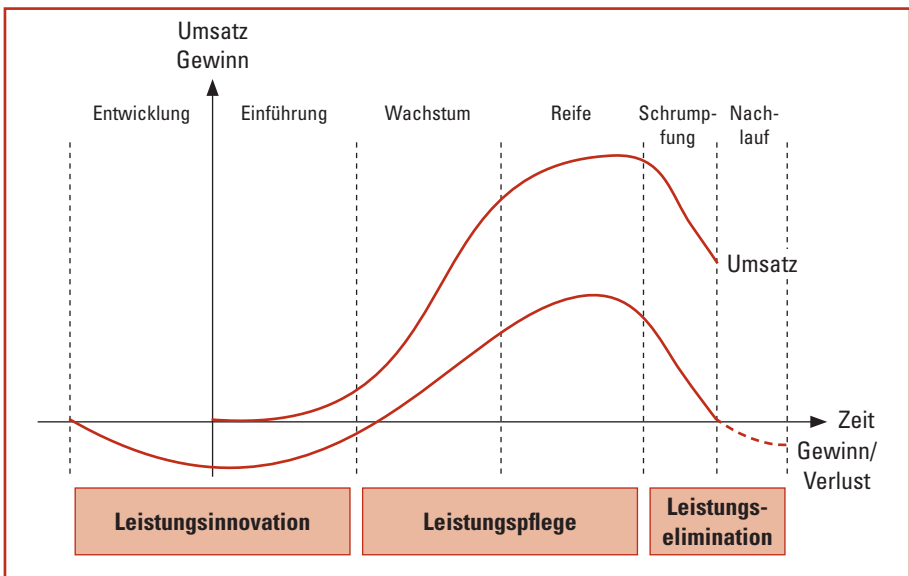 Umsatz
Gewinn
Entwicklung
Einführung
Wachstum
Reife
Schrump-
fung
Nach-
lauf
Umsatz
Zeit
Gewinn/
Verlust
Leistungsinnovation
Leistungspflege
Leistungs-
elimination